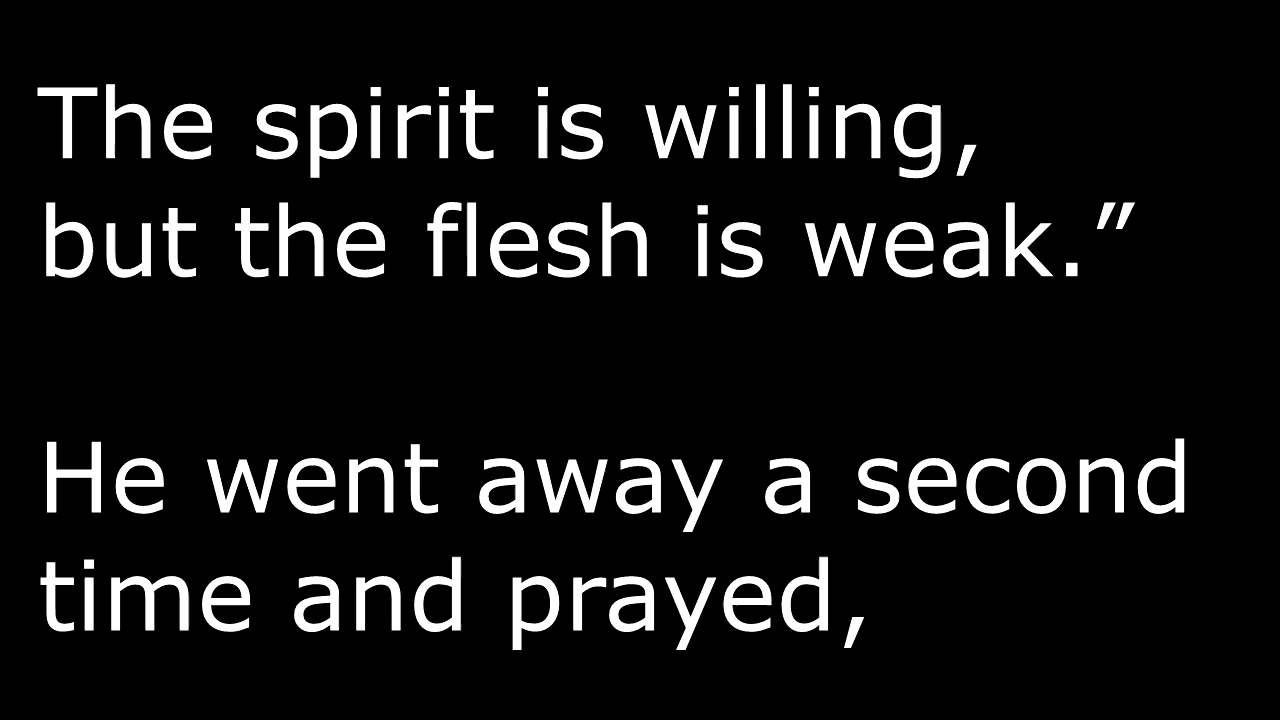 The spirit is willing,
but the flesh is weak.”
He went away a second
time and prayed,